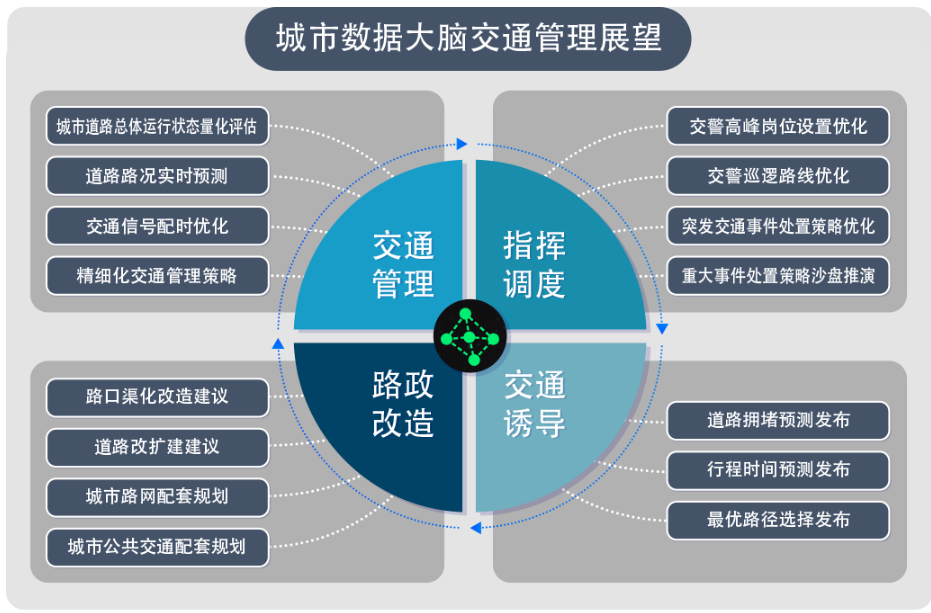 城市数据大脑交通管理展望
城市道路总体运行状态量化评估
道路路况实时预测
交通信号配时优化
精细化交通管理策略
交通
管理
指挥
调度
交警高峰岗位设置优化
交警巡逻路线优化
突发交通事件处置策略优化
重大事件处置策略沙盘推演
路口渠化改造建议
道路改扩建建议
城市路网配套规划
城市公共交通配套规划
路政
改造
交通
诱导
道路拥堵预测发布
行程时间预测发布
最优路径选择发布